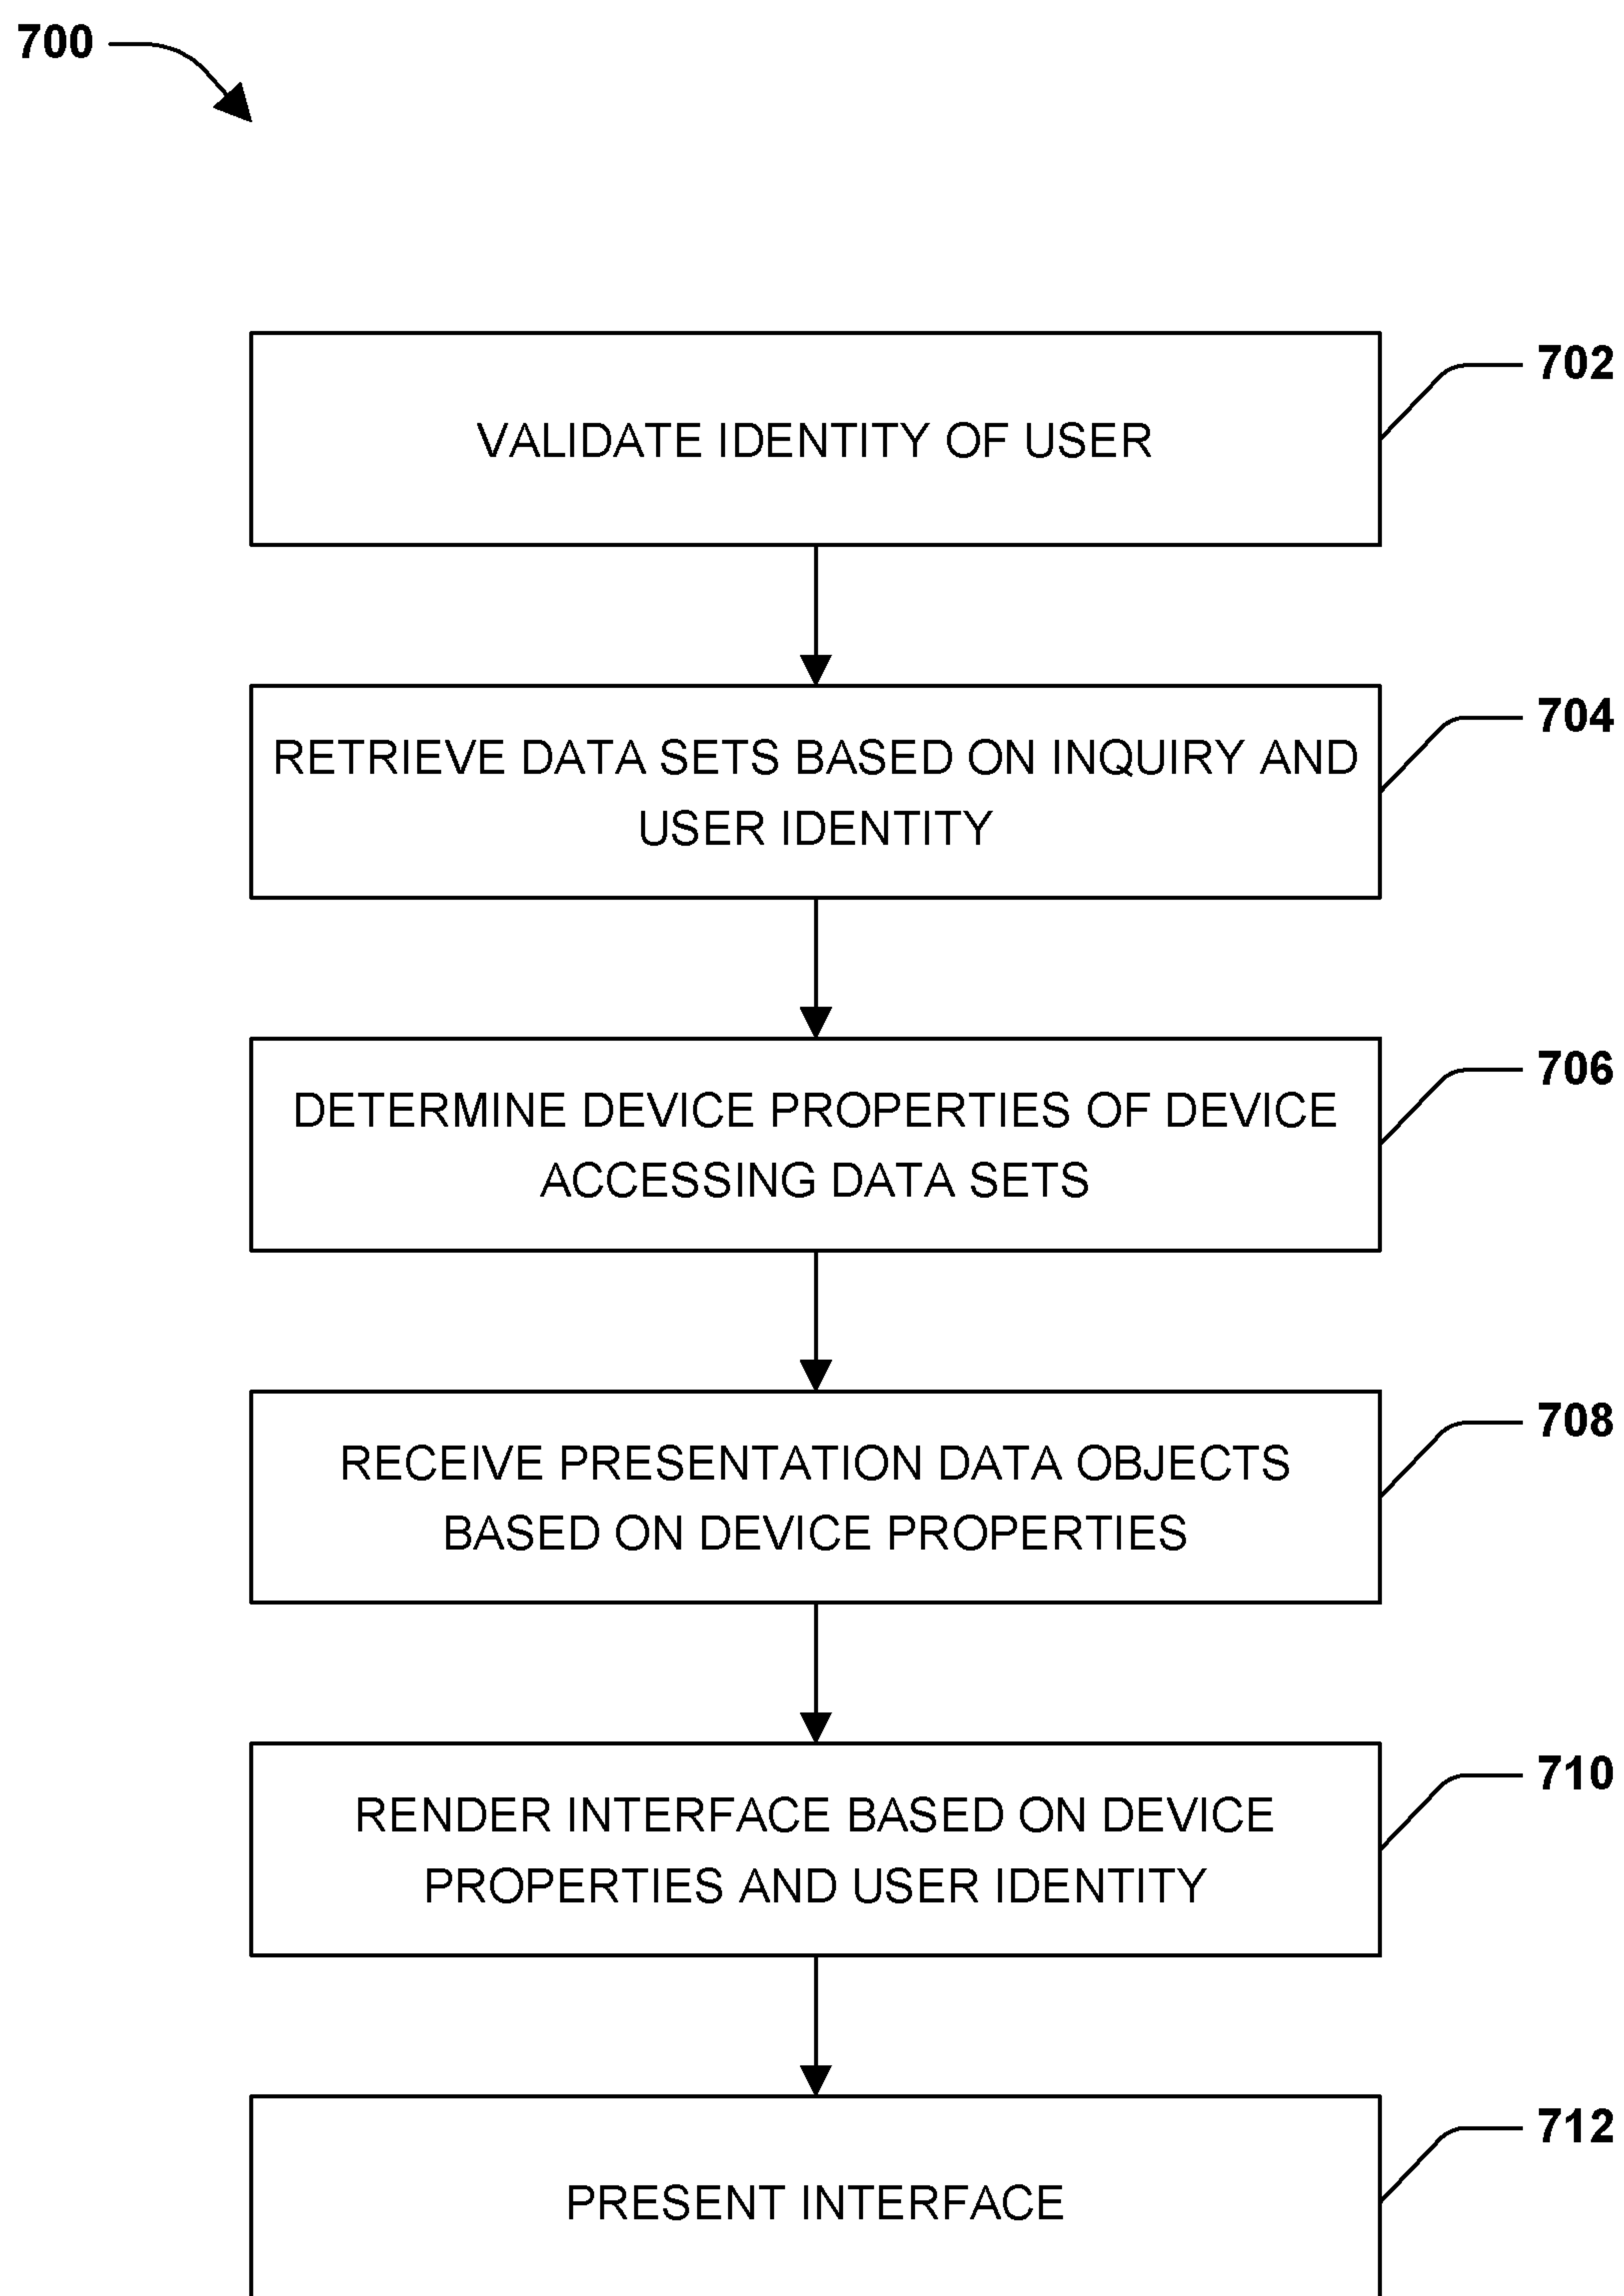 700
702
VALIDATE IDENTITY OF USER
704
RETRIEVE DATA SETS BASED ON INQUIRY AND
USER IDENTITY
706
DETERMINE DEVICE PROPERTIES OF DEVICE
ACCESSING DATA SETS
708
RECEIVE PRESENTATION DATA OBJECTS
BASED ON DEVICE PROPERTIES
710
RENDER INTERFACE BASED ON DEVICE
PROPERTIES AND USER IDENTITY
712
PRESENT INTERFACE